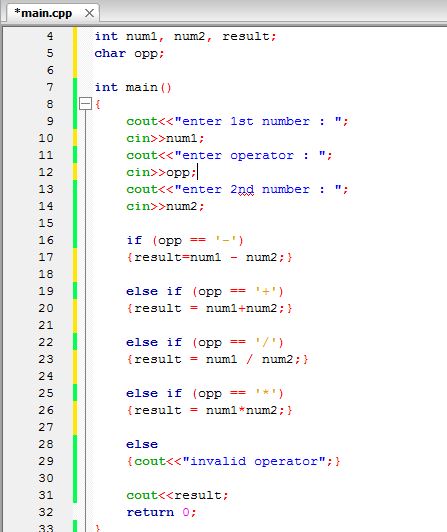 *main.cpp X
4 int num1, num2, result;
5 char opp;
6
7 int main()
8 {
9 cout<<"enter 1st number : ";
10 cin>>num1;
11 cout<<"enter operator : ";
12 cin>>opp;
13 cout<<"enter 2nd number : ";
14 cin>>num2;
15
16 if (opp == '-')
17 {result=num1 - num2;}
18
19 else if (opp == '+')
20 {result = num1+num2;}
21
22 else if (opp == '/')
23 {result = num1 / num2;}
24
25 else if (opp == '*')
26 {result = num1*num2;}
27
28 else
29 {cout<<"invalid operator";}
30
31 cout<<result;
32 return 0;
33 }